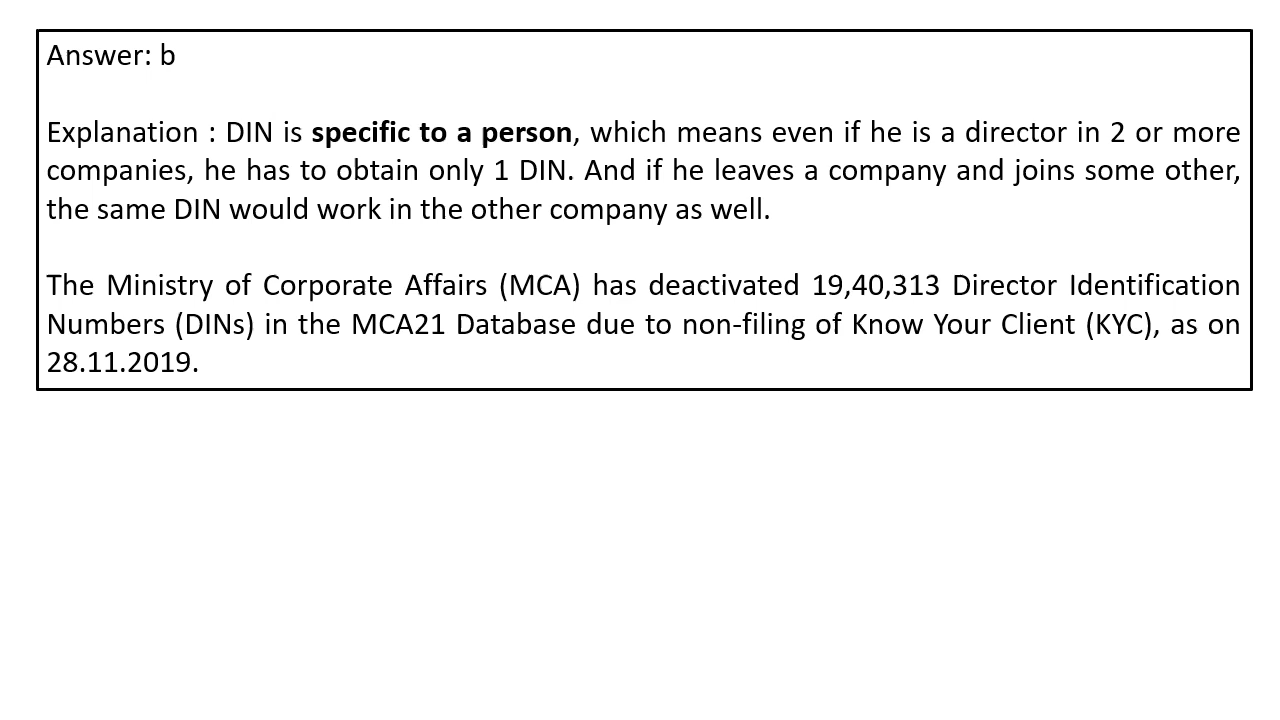 Answer: b
Explanation : DIN is specific to a person, which means even if he is a director in 2 or more
companies, he has to obtain only 1 DIN. And if he leaves a company and joins some other,
the same DIN would work in the other company as well.
The Ministry of Corporate Affairs (MCA) has deactivated 19,40,313 Director Identification
Numbers (DINs) in the MCA21 Database due to non-filing of Know Your Client (KYC), as on
28.11.2019.